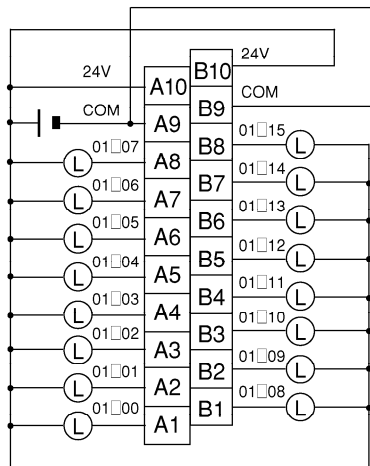 24V
B10
24V
A10
COM
B9
COM
A9
01□07
B8
01□15
L
A8
L
01□06
B7
01□14
L
A7
L
01□05
B6
01□13
L
A6
L
01□04
B5
01□12
L
A5
L
01□03
B4
01□11
L
A4
L
01□02
B3
01□10
L
A3
L
01□01
B2
01□09
L
A2
L
01□00
B1
01□08
L
A1
L